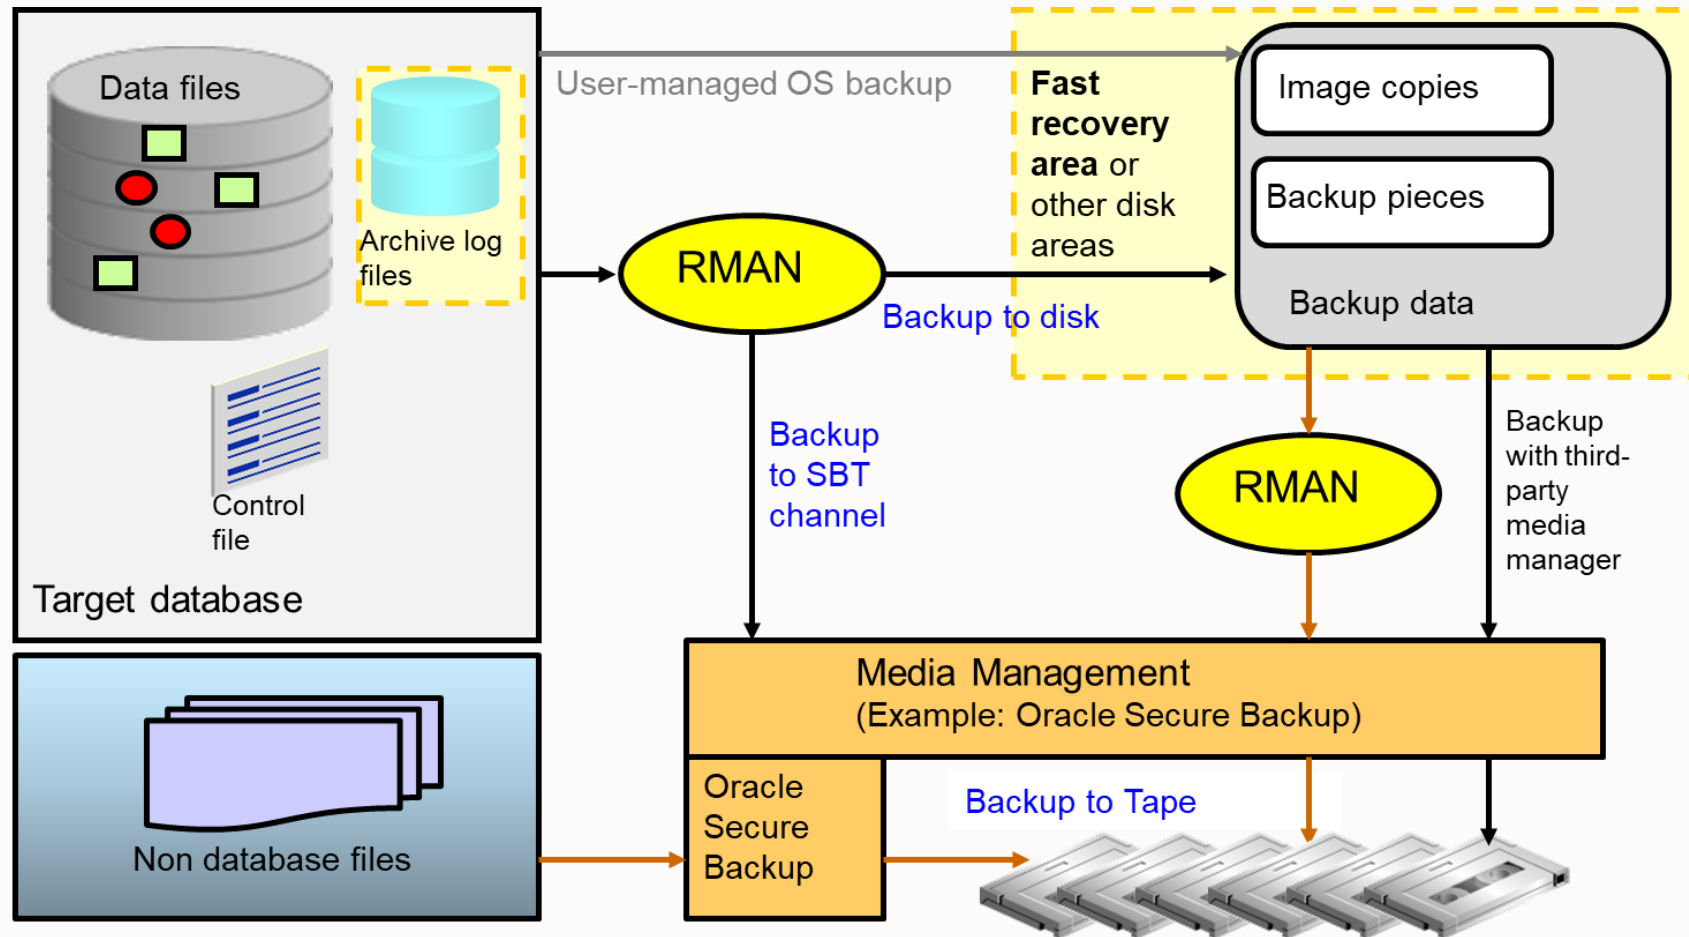 Data files
Archive log
files
Control
file
Target database
User-managed OS backup
RMAN
Backup to disk
Fast
recovery
area or
other disk
areas
Image copies
Backup pieces
Backup data
Backup
to SBT
channel
RMAN
Backup
with third-
party
media
manager
Media Management
(Example: Oracle Secure Backup)
Non database files
Oracle
Secure
Backup
Backup to Tape